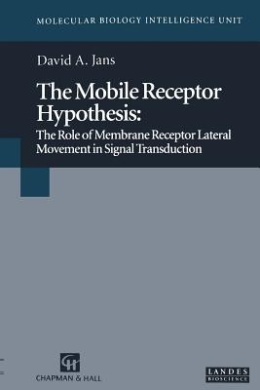 MOLECULAR BIOLOGY INTELLIGENCE UNIT
David A. Jans
The Mobile Receptor
Hypothesis:
The Role of Membrane Receptor Lateral
Movement in Signal Transduction
CHAPMAN & HALL
LANDES
BIOSCIENCE